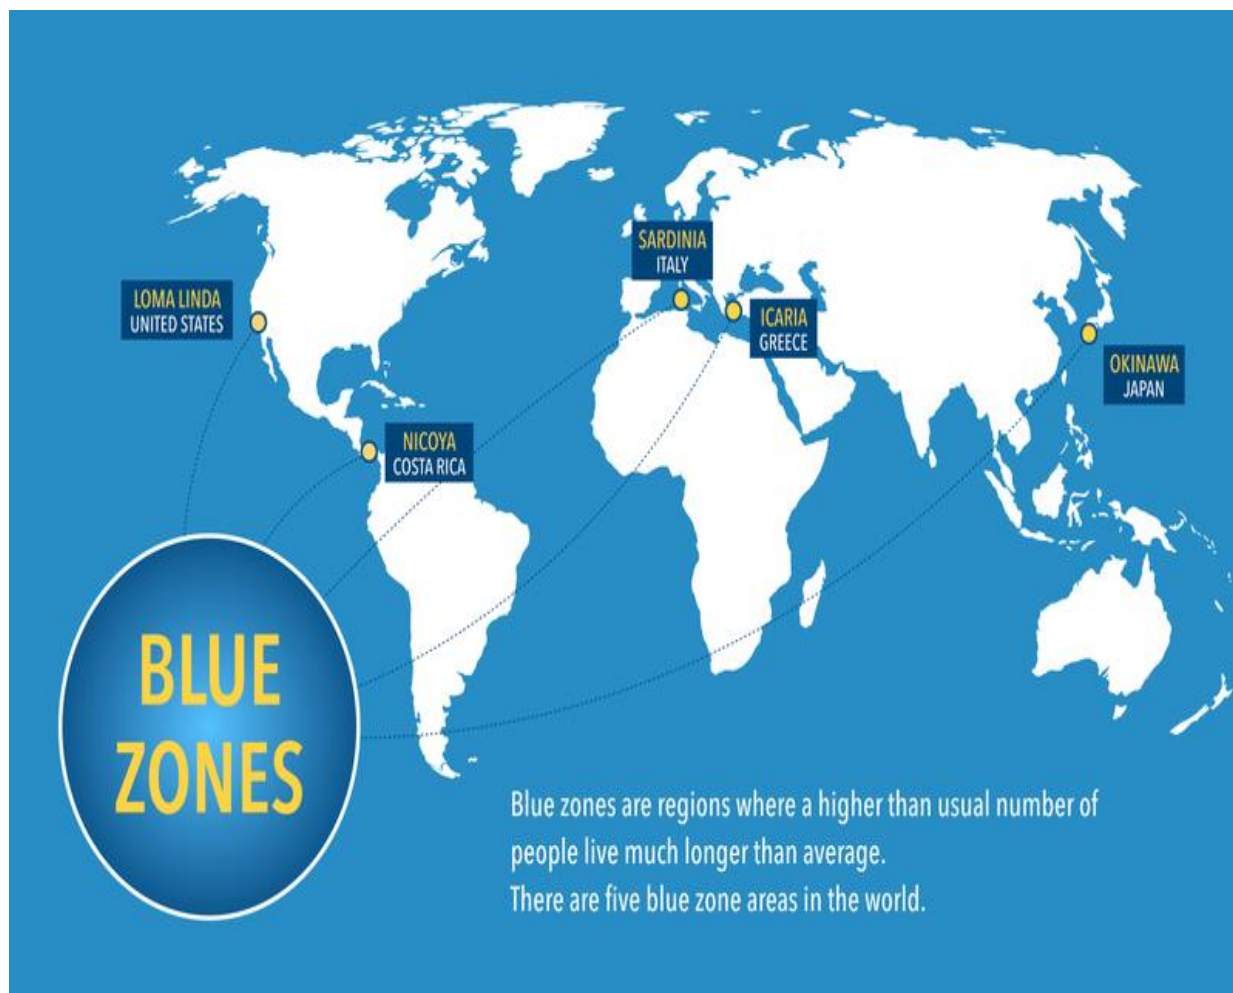 LOMA LINDA
UNITED STATES
NICOYA
COSTA RICA
SARDINIA
ITALY
ICARIA
GREECE
OKINAWA
JAPAN
BLUE
ZONES
Blue zones are regions where a higher than usual number of
people live much longer than average.
There are five blue zone areas in the world.